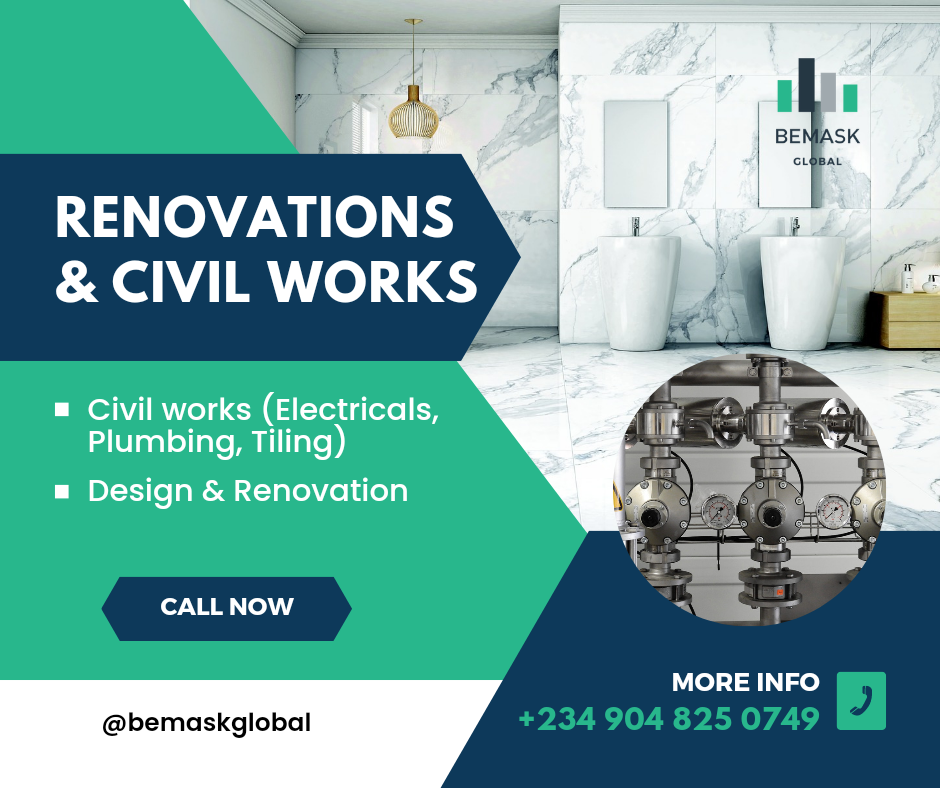 BEMASK
GLOBAL
RENOVATIONS
& CIVIL WORKS
Civil works (Electricals,
Plumbing, Tiling)
Design & Renovation
CALL NOW
@bemaskglobal
MORE INFO
+234 904 825 0749